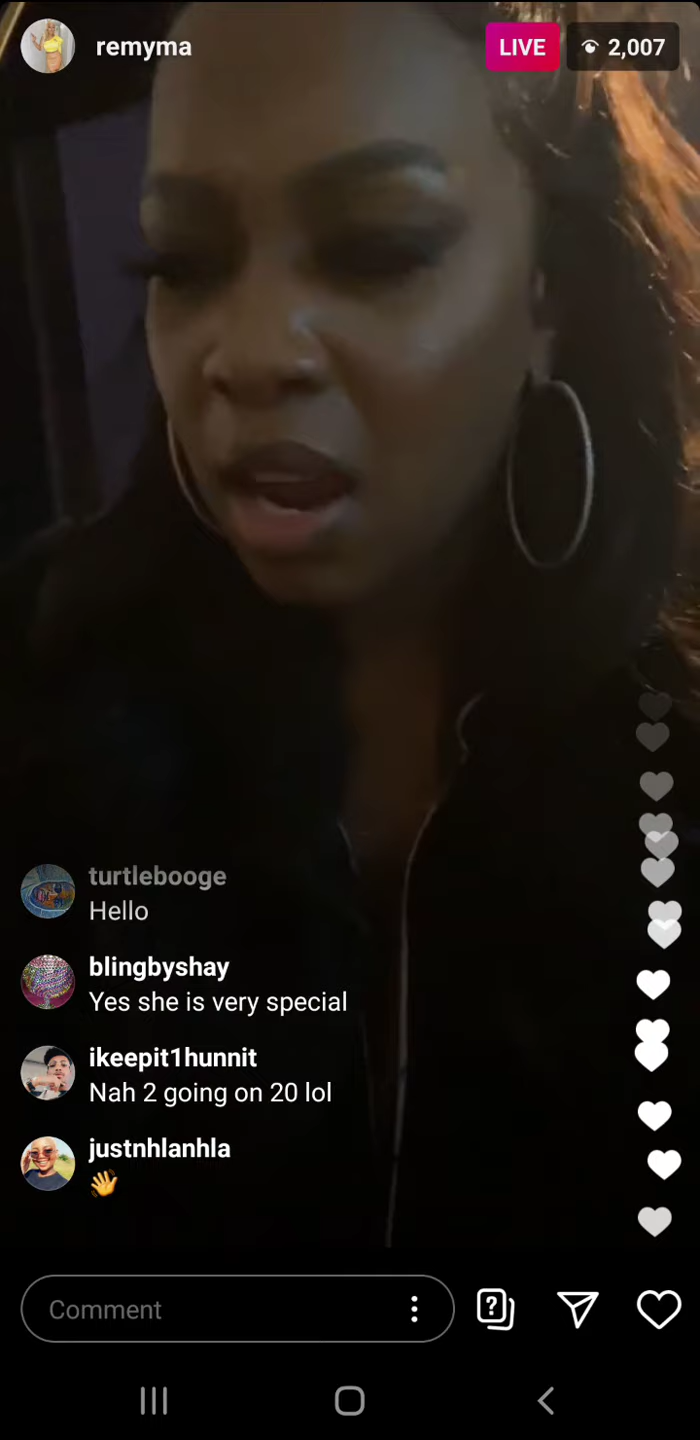 remyma
LIVE
2,007
turtlebooge
Hello
blingbyshay
Yes she is very special
ikeepit1hunnit
Nah 2 going on 20 lol
justnhlanhla
👋
Comment